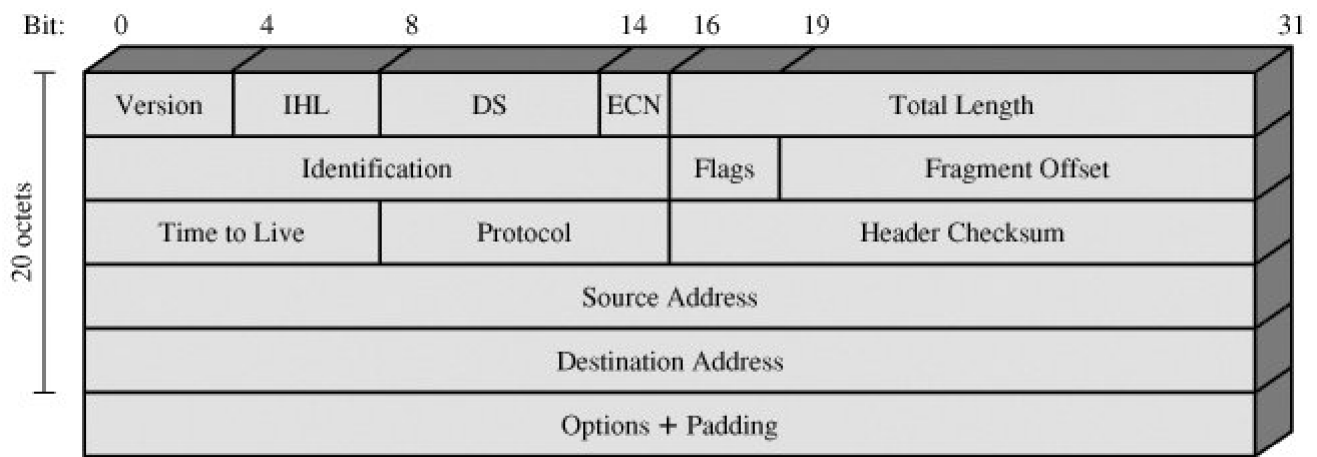 Bit: 0 4 8 14 16 19 31
Version IHL DS ECN Total Length
Identification Flags Fragment Offset
Time to Live Protocol Header Checksum
Source Address
Destination Address
Options + Padding
20 octets